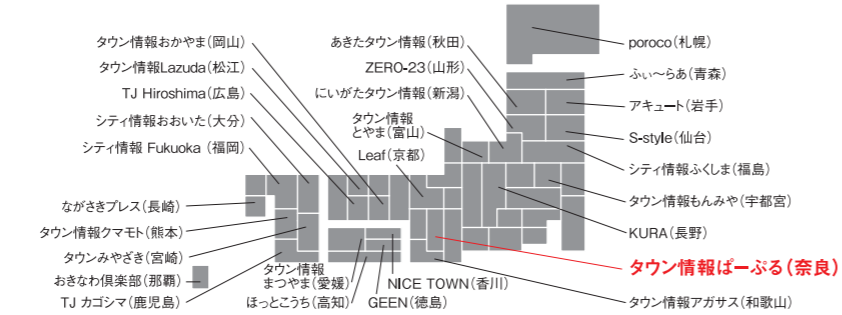 タウン情報おかやま(岡山)
タウン情報Lazuda(松江)
TJ Hiroshima(広島)
シティ情報おおいた(大分)
シティ情報 Fukuoka (福岡)
ながさきプレス(長崎)
タウン情報クマモト(熊本)
タウンみやざき(宮崎)
おきなわ倶楽部(那覇)
TJ カゴシマ(鹿児島)
あきたタウン情報(秋田)
ZERO-23(山形)
にいがたタウン情報(新潟)
タウン情報
とやま(富山)
Leaf(京都)
タウン情報
まつやま(愛媛)
ほっとこうち(高知)
NICE TOWN(香川)
GEEN(徳島)
poroco(札幌)
ふぃ〜らあ(青森)
アキュート(岩手)
S-style(仙台)
シティ情報ふくしま(福島)
タウン情報もんみや(宇都宮)
KURA(長野)
タウン情報ぱーぷる(奈良)
タウン情報アガサス(和歌山)